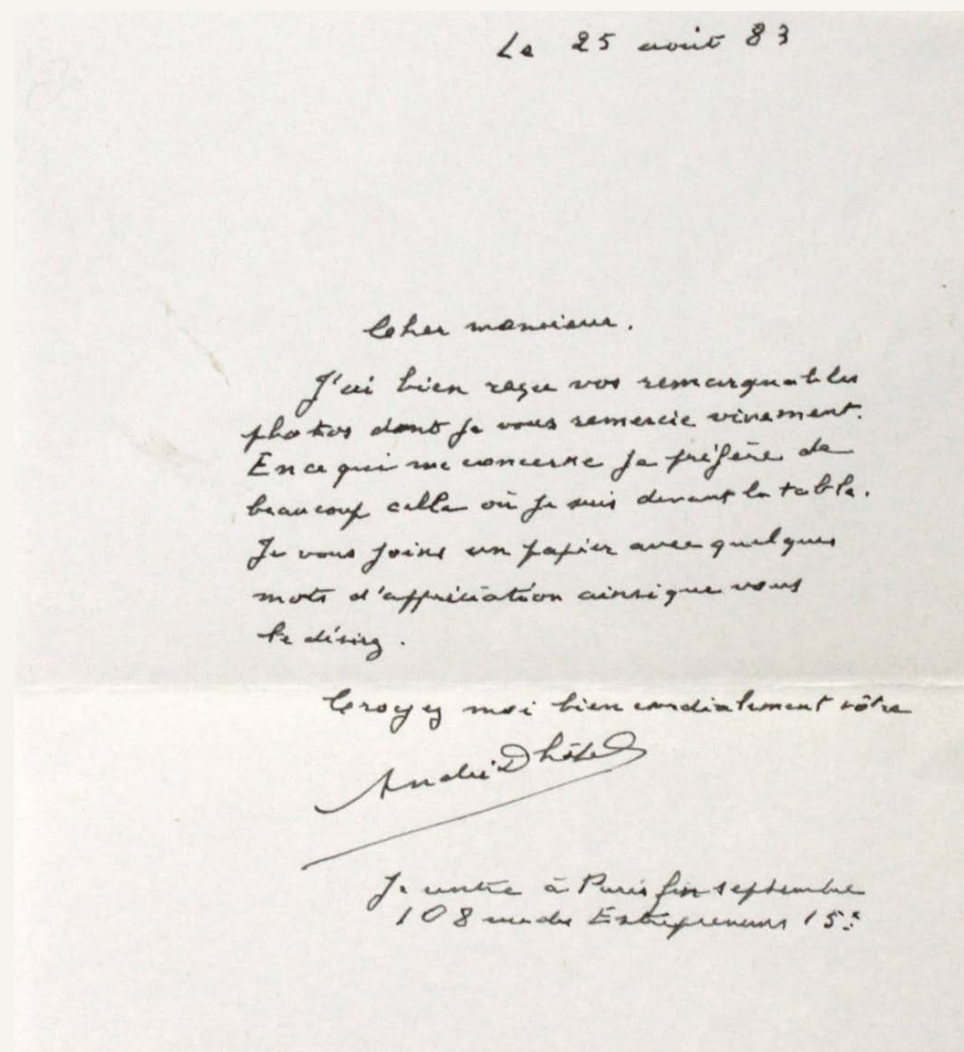 Le 25 août 83
Cher monsieur.
J'ai bien reçu vos remarquables
photos dont je vous remercie vivement.
En ce qui me concerne je préfère de
beaucoup celle où je suis devant la table.
Je vous joins un papier avec quelques
mots d'appréciation ainsi que vous
le désirez.
Croyez moi bien cordialement vôtre
André Dhôtel
Je rentre à Paris fin septembre
108 rue des Entrepreneurs 15e